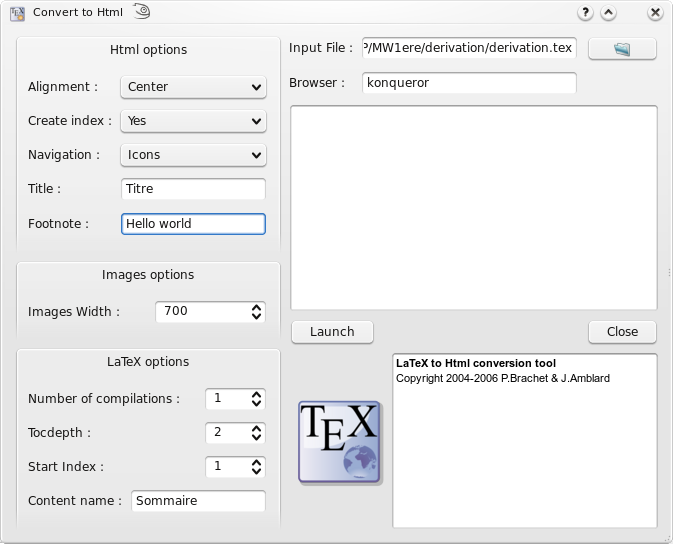 Convert to Html
Html options
Alignment : Center
Create index : Yes
Navigation : Icons
Title : Titre
Footnote : Hello world
Images options
Images Width : 700
LaTeX options
Number of compilations : 1
Tocdepth : 2
Start Index : 1
Content name : Sommaire
Input File : ?/MW1ere/derivation/derivation.tex
Browser : konqueror
Launch
Close
TEX
LaTeX to Html conversion tool
Copyright 2004-2006 P.Brachet & J.Amblard